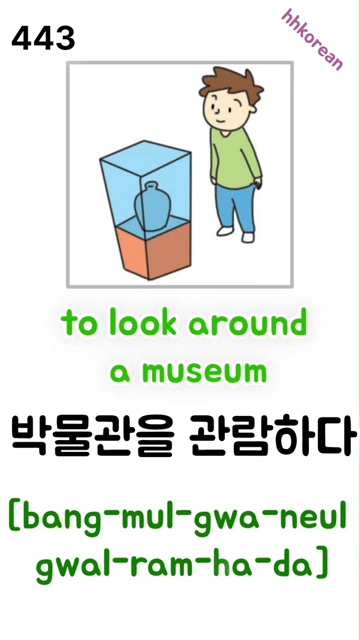 443
hhkorean
to look around
a museum
박물관을 관람하다
[bang-mul-gwa-neul
gwal-ram-ha-da]